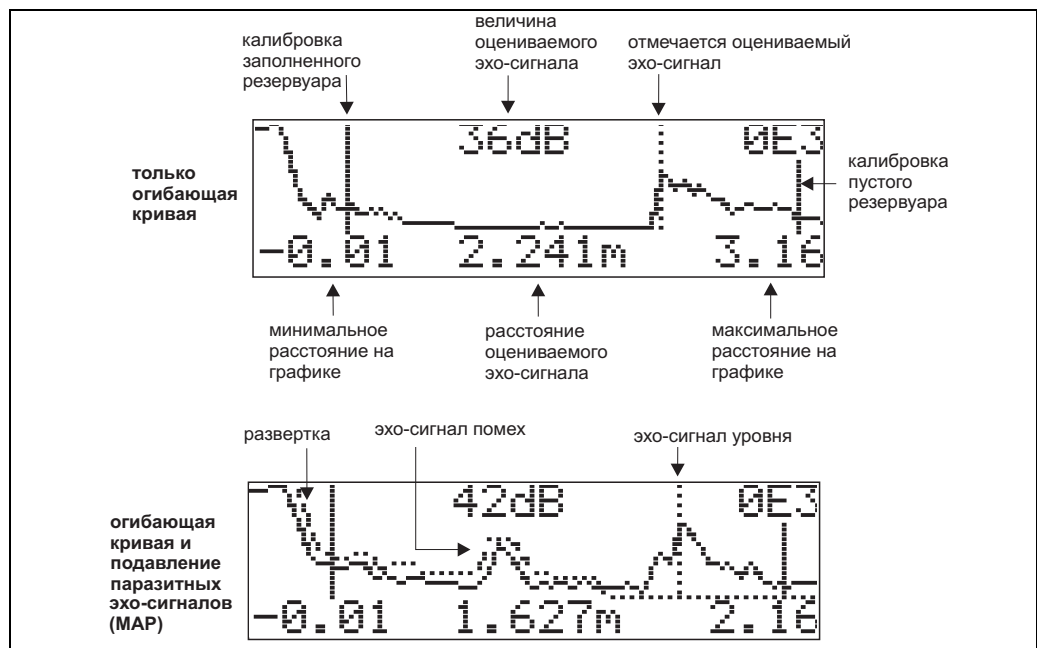 величина
оцениваемого
эхо-сигнала
калибровка
заполненного
резервуара
отмечается оцениваемый
эхо-сигнал
36dB
0E3
только
огибающая
кривая
калибровка
пустого
резервуара
-0.01 2.241m 3.16
минимальное
расстояние на
графике
расстояние
оцениваемого
эхо-сигнала
максимальное
расстояние на
графике
развертка
эхо-сигнал помех
эхо-сигнал уровня
42dB
0E3
огибающая
кривая и
подавление
паразитных
эхо-сигналов
(MAP)
-0.01 1.627m 2.16